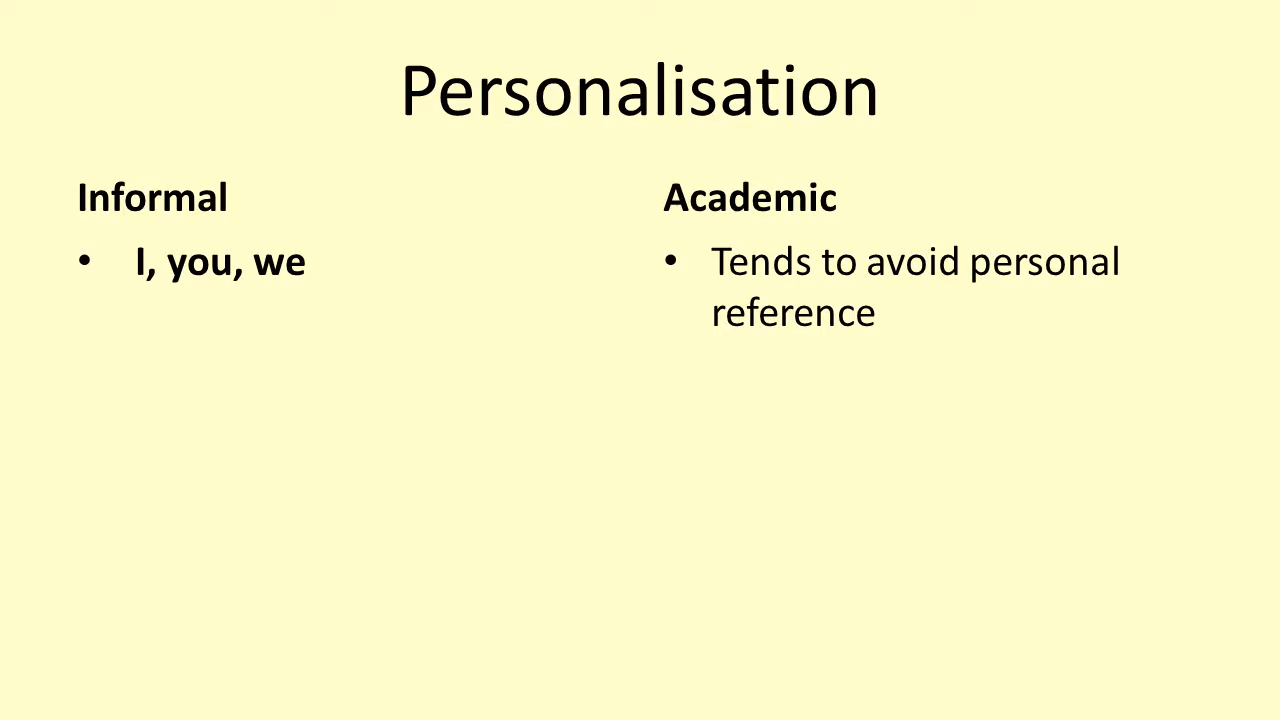 Personalisation
Informal
• I, you, we
Academic
• Tends to avoid personal
reference